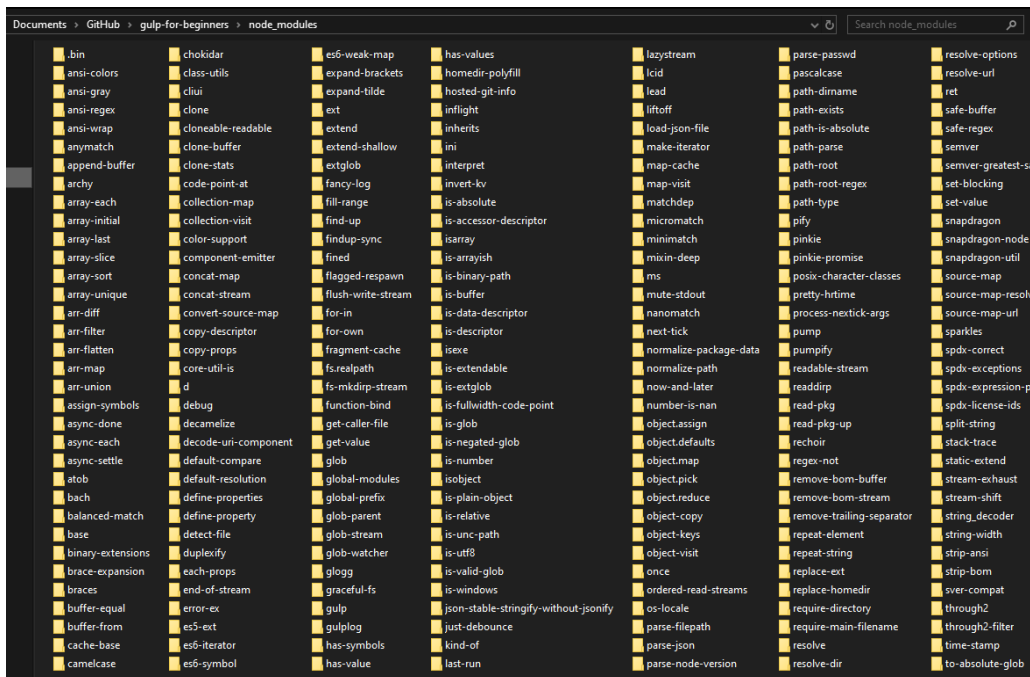 Documents > GitHub > gulp-for-beginners > node_modules
Search node_modules
.bin
ansi-colors
ansi-gray
ansi-regex
ansi-wrap
anymatch
append-buffer
archy
array-each
array-initial
array-last
array-slice
array-sort
array-unique
arr-diff
arr-filter
arr-flatten
arr-map
arr-union
assign-symbols
async-done
async-each
async-settle
atob
bach
balanced-match
base
binary-extensions
brace-expansion
braces
buffer-equal
buffer-from
cache-base
camelcase
chokidar
class-utils
cliui
clone
cloneable-readable
clone-buffer
clone-stats
code-point-at
collection-map
collection-visit
color-support
component-emitter
concat-map
concat-stream
convert-source-map
copy-descriptor
copy-props
core-util-is
d
debug
decamelize
decode-uri-component
default-compare
default-resolution
define-properties
define-property
detect-file
duplexify
each-props
end-of-stream
error-ex
es5-ext
es6-iterator
es6-symbol
es6-weak-map
expand-brackets
expand-tilde
ext
extend
extend-shallow
extglob
fancy-log
fill-range
find-up
findup-sync
fined
flagged-respawn
flush-write-stream
for-in
for-own
fragment-cache
fs.realpath
fs-mkdirp-stream
function-bind
get-caller-file
get-value
glob
global-modules
global-prefix
glob-parent
glob-stream
glob-watcher
glogg
graceful-fs
gulp
gulplog
has-symbols
has-value
has-values
homedir-polyfill
hosted-git-info
inflight
inherits
ini
interpret
invert-kv
is-absolute
is-accessor-descriptor
isarray
is-arrayish
is-binary-path
is-buffer
is-data-descriptor
is-descriptor
isexe
is-extendable
is-extglob
is-fullwidth-code-point
is-glob
is-negated-glob
is-number
isobject
is-plain-object
is-relative
is-unc-path
is-utf8
is-valid-glob
is-windows
json-stable-stringify-without-jsonify
just-debounce
kind-of
last-run
lazystream
lcid
lead
liftoff
load-json-file
make-iterator
map-cache
map-visit
matchdep
micromatch
minimatch
mixin-deep
ms
mute-stdout
nanomatch
next-tick
normalize-package-data
normalize-path
now-and-later
number-is-nan
object.assign
object.defaults
object.map
object.pick
object.reduce
object-copy
object-keys
object-visit
once
ordered-read-streams
os-locale
parse-filepath
parse-json
parse-node-version
parse-passwd
pascalcase
path-dirname
path-exists
path-is-absolute
path-parse
path-root
path-root-regex
path-type
pify
pinkie
pinkie-promise
posix-character-classes
pretty-hrtime
process-nextick-args
pump
pumpify
readable-stream
readdirp
read-pkg
read-pkg-up
rechoir
regex-not
remove-bom-buffer
remove-bom-stream
remove-trailing-separator
repeat-element
repeat-string
replace-ext
replace-homedir
require-directory
require-main-filename
resolve
resolve-dir
resolve-options
resolve-url
ret
safe-buffer
safe-regex
semver
semver-greatest-sa
set-blocking
set-value
snapdragon
snapdragon-node
snapdragon-util
source-map
source-map-resolv
source-map-url
sparkles
spdx-correct
spdx-exceptions
spdx-expression-p
spdx-license-ids
split-string
stack-trace
static-extend
stream-exhaust
stream-shift
string_decoder
string-width
strip-ansi
strip-bom
sver-compat
through2
through2-filter
time-stamp
to-absolute-glob